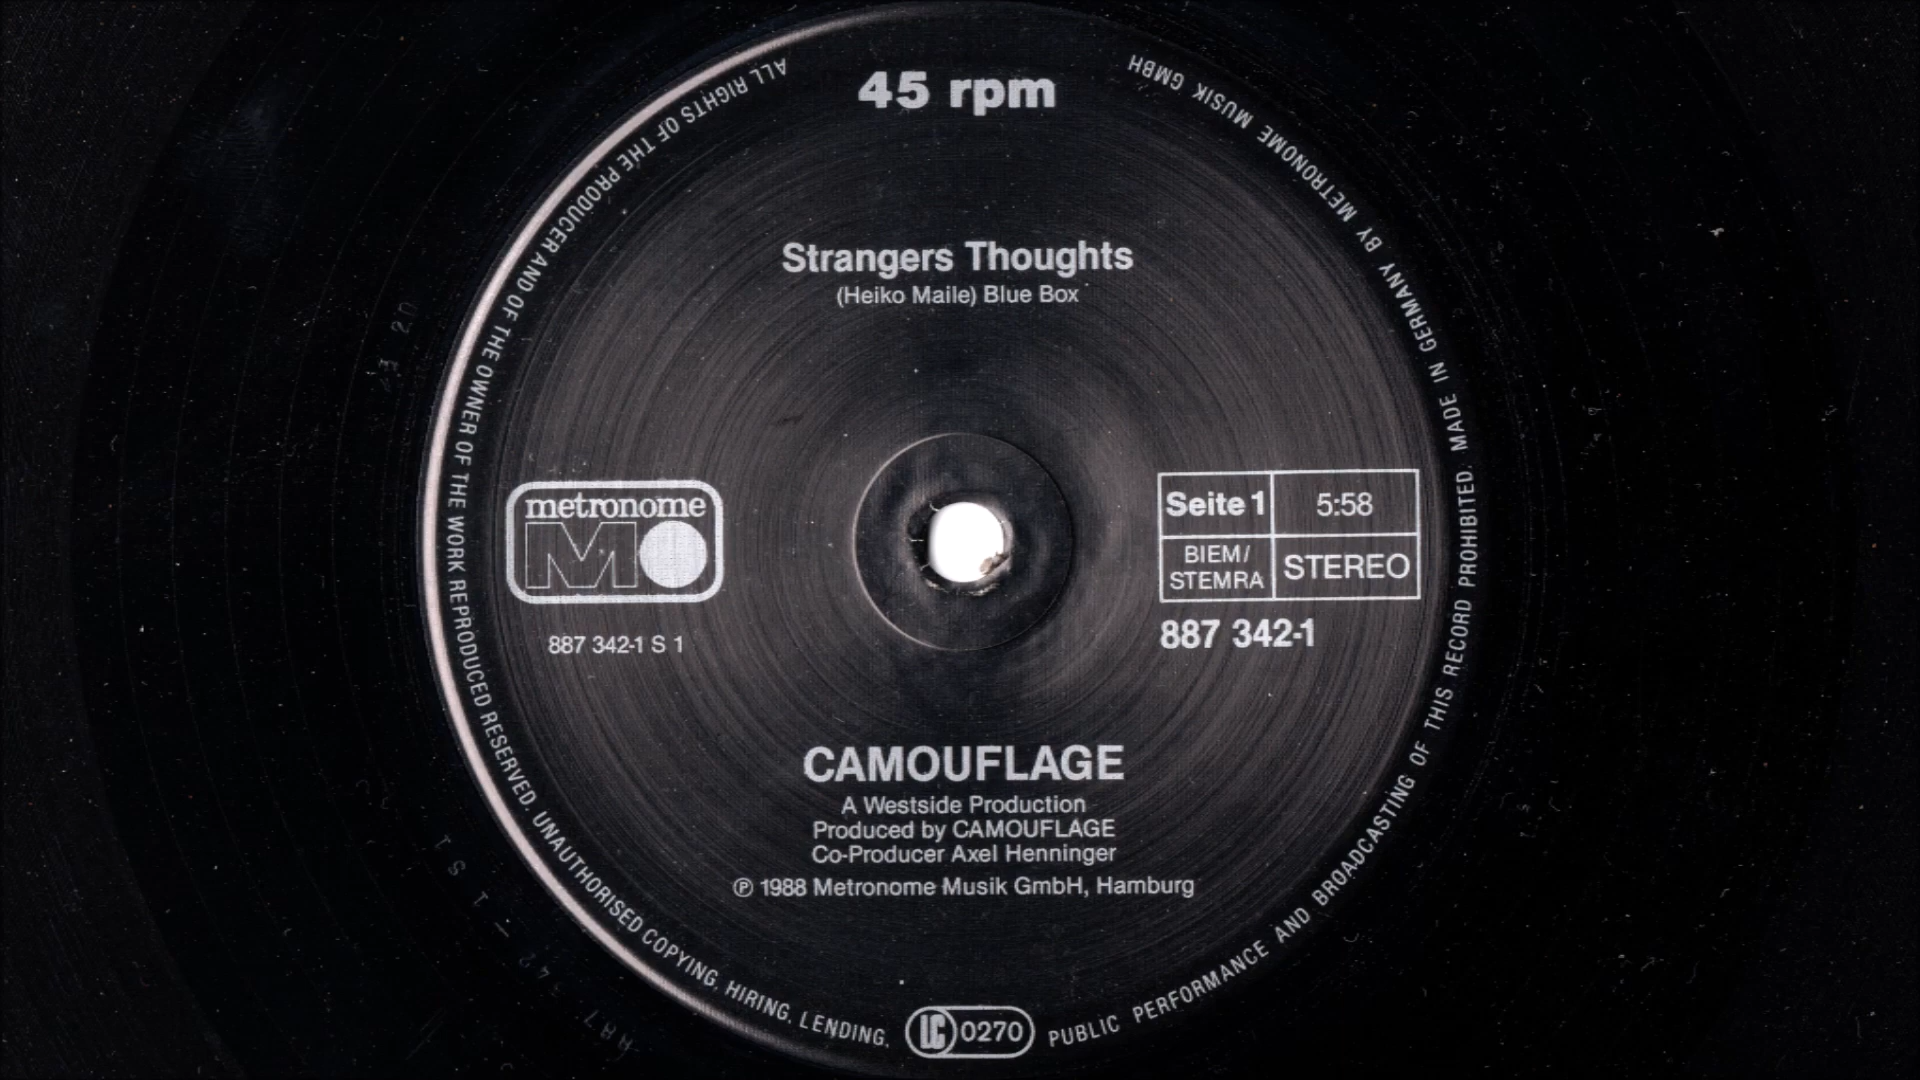 45 rpm
Strangers Thoughts
(Heiko Maile) Blue Box
metronome
M
887 342-1 S 1
Seite 1
5:58
BIEM/
STEMRA
STEREO
887 342-1
CAMOUFLAGE
A Westside Production
Produced by CAMOUFLAGE
Co-Producer Axel Henninger
℗ 1988 Metronome Musik GmbH, Hamburg
LC 0270
ALL RIGHTS OF THE PRODUCER AND OF THE OWNER OF THE WORK REPRODUCED RESERVED. UNAUTHORISED COPYING, HIRING, LENDING, PUBLIC PERFORMANCE AND BROADCASTING OF THIS RECORD PROHIBITED. MADE IN GERMANY BY METRONOME MUSIK GMBH